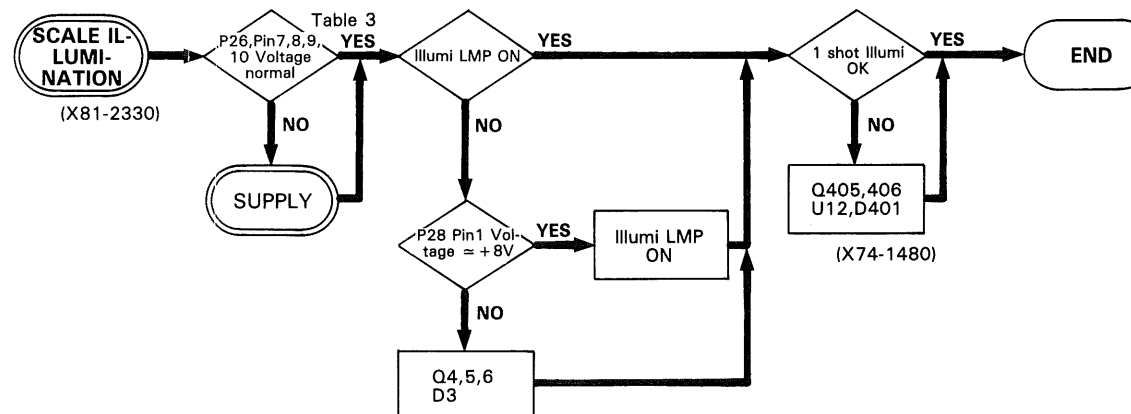 SCALE IL-
LUMI-
NATION
(X81-2330)
Table 3
P26,Pin7,8,9,
10 Voltage
normal
YES
NO
SUPPLY
Illumi LMP ON
YES
NO
P28 Pin1 Vol-
tage ≃ +8V
YES
NO
Illumi LMP
ON
Q4,5,6
D3
1 shot Illumi
OK
YES
NO
Q405,406
U12,D401
(X74-1480)
END